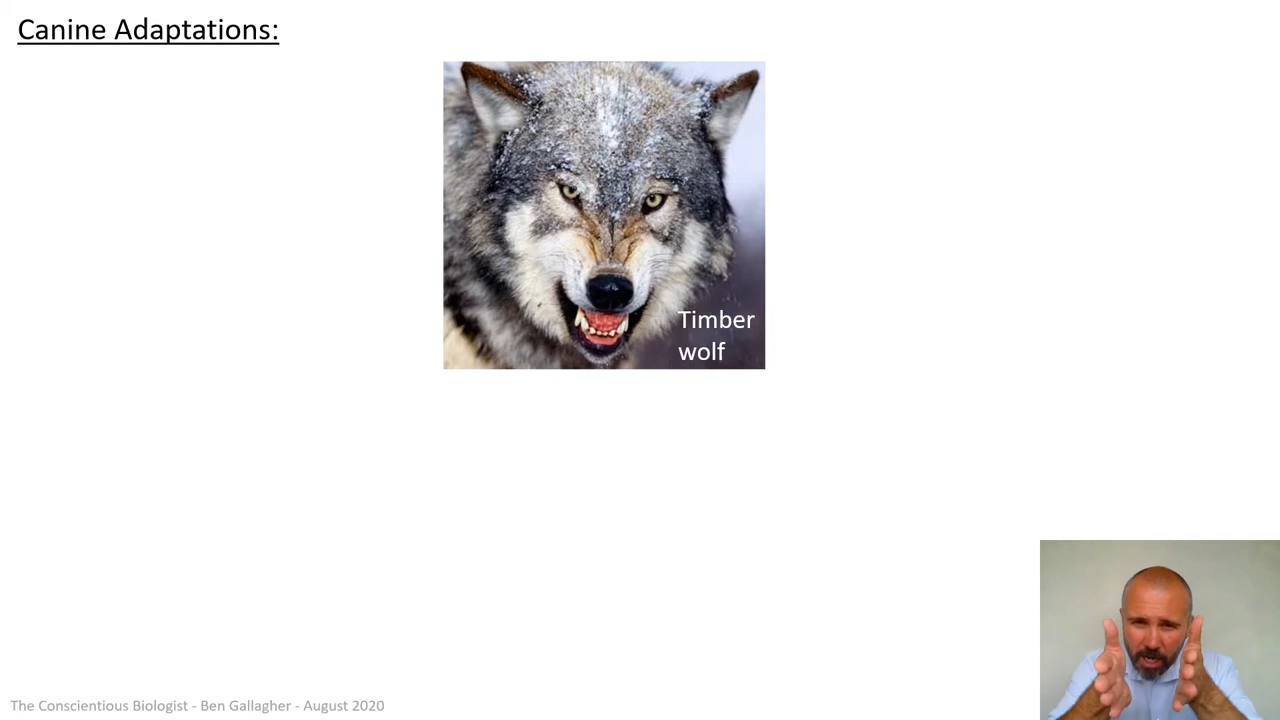 Canine Adaptations:
Timber
wolf
The Conscientious Biologist - Ben Gallagher - August 2020